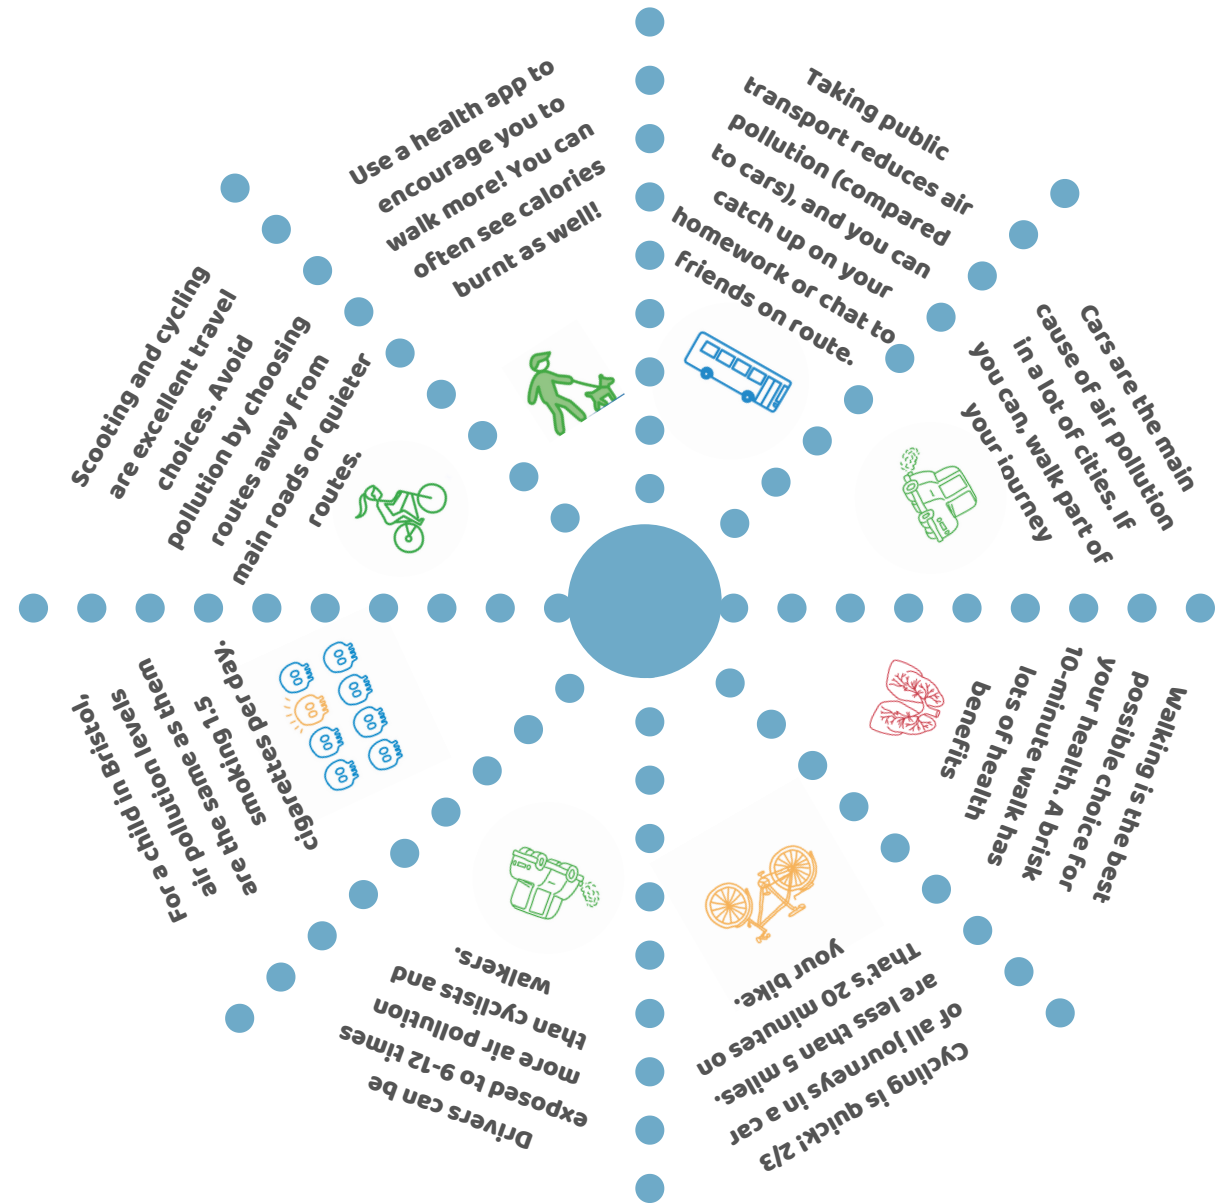 Taking public
transport reduces air
pollution (compared
to cars), and you can
catch up on your
homework or chat to
friends on route.
Cars are the main
cause of air pollution
in a lot of cities. If
you can, walk part of
your journey
Walking is the best
possible choice for
your health. A brisk
10-minute walk has
lots of health
benefits
Cycling is quick! 2/3
of all journeys in a car
are less than 5 miles.
That's 20 minutes on
your bike.
Drivers can be
exposed to 9-12 times
more air pollution
than cyclists and
walkers.
For a child in Bristol,
air pollution levels
are the same as them
smoking 1.5
cigarettes per day.
Scooting and cycling
are excellent travel
choices. Avoid
pollution by choosing
routes away from
main roads or quieter
routes.
Use a health app to
encourage you to
walk more! You can
often see calories
burnt as well!